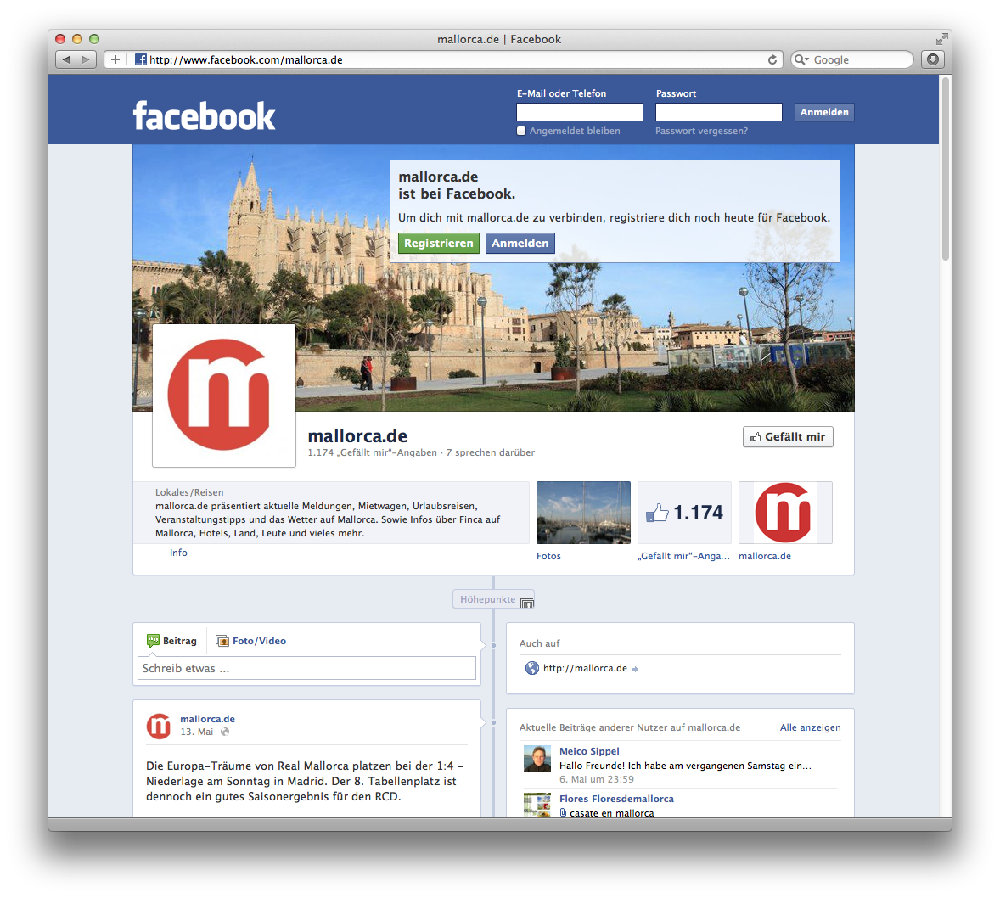 mallorca.de | Facebook
http://www.facebook.com/mallorca.de
Google
facebook
E-Mail oder Telefon
Passwort
Anmelden
Angemeldet bleiben
Passwort vergessen?
mallorca.de
ist bei Facebook.
Um dich mit mallorca.de zu verbinden, registriere dich noch heute für Facebook.
Registrieren
Anmelden
m
mallorca.de
1.174 „Gefällt mir“-Angaben · 7 sprechen darüber
Gefällt mir
Lokales/Reisen
mallorca.de präsentiert aktuelle Meldungen, Mietwagen, Urlaubsreisen,
Veranstaltungstipps und das Wetter auf Mallorca. Sowie Infos über Finca auf
Mallorca, Hotels, Land, Leute und vieles mehr.
Info
Fotos
1.174
„Gefällt mir“-Anga...
m
mallorca.de
Höhepunkte
Beitrag
Foto/Video
Schreib etwas ...
m
mallorca.de
13. Mai
Die Europa-Träume von Real Mallorca platzen bei der 1:4 -
Niederlage am Sonntag in Madrid. Der 8. Tabellenplatz ist
dennoch ein gutes Saisonergebnis für den RCD.
Auch auf
http://mallorca.de
Aktuelle Beiträge anderer Nutzer auf mallorca.de
Alle anzeigen
Meico Sippel
Hallo Freunde! Ich habe am vergangenen Samstag ein...
6. Mai um 23:59
Flores Floresdemallorca
casate en mallorca